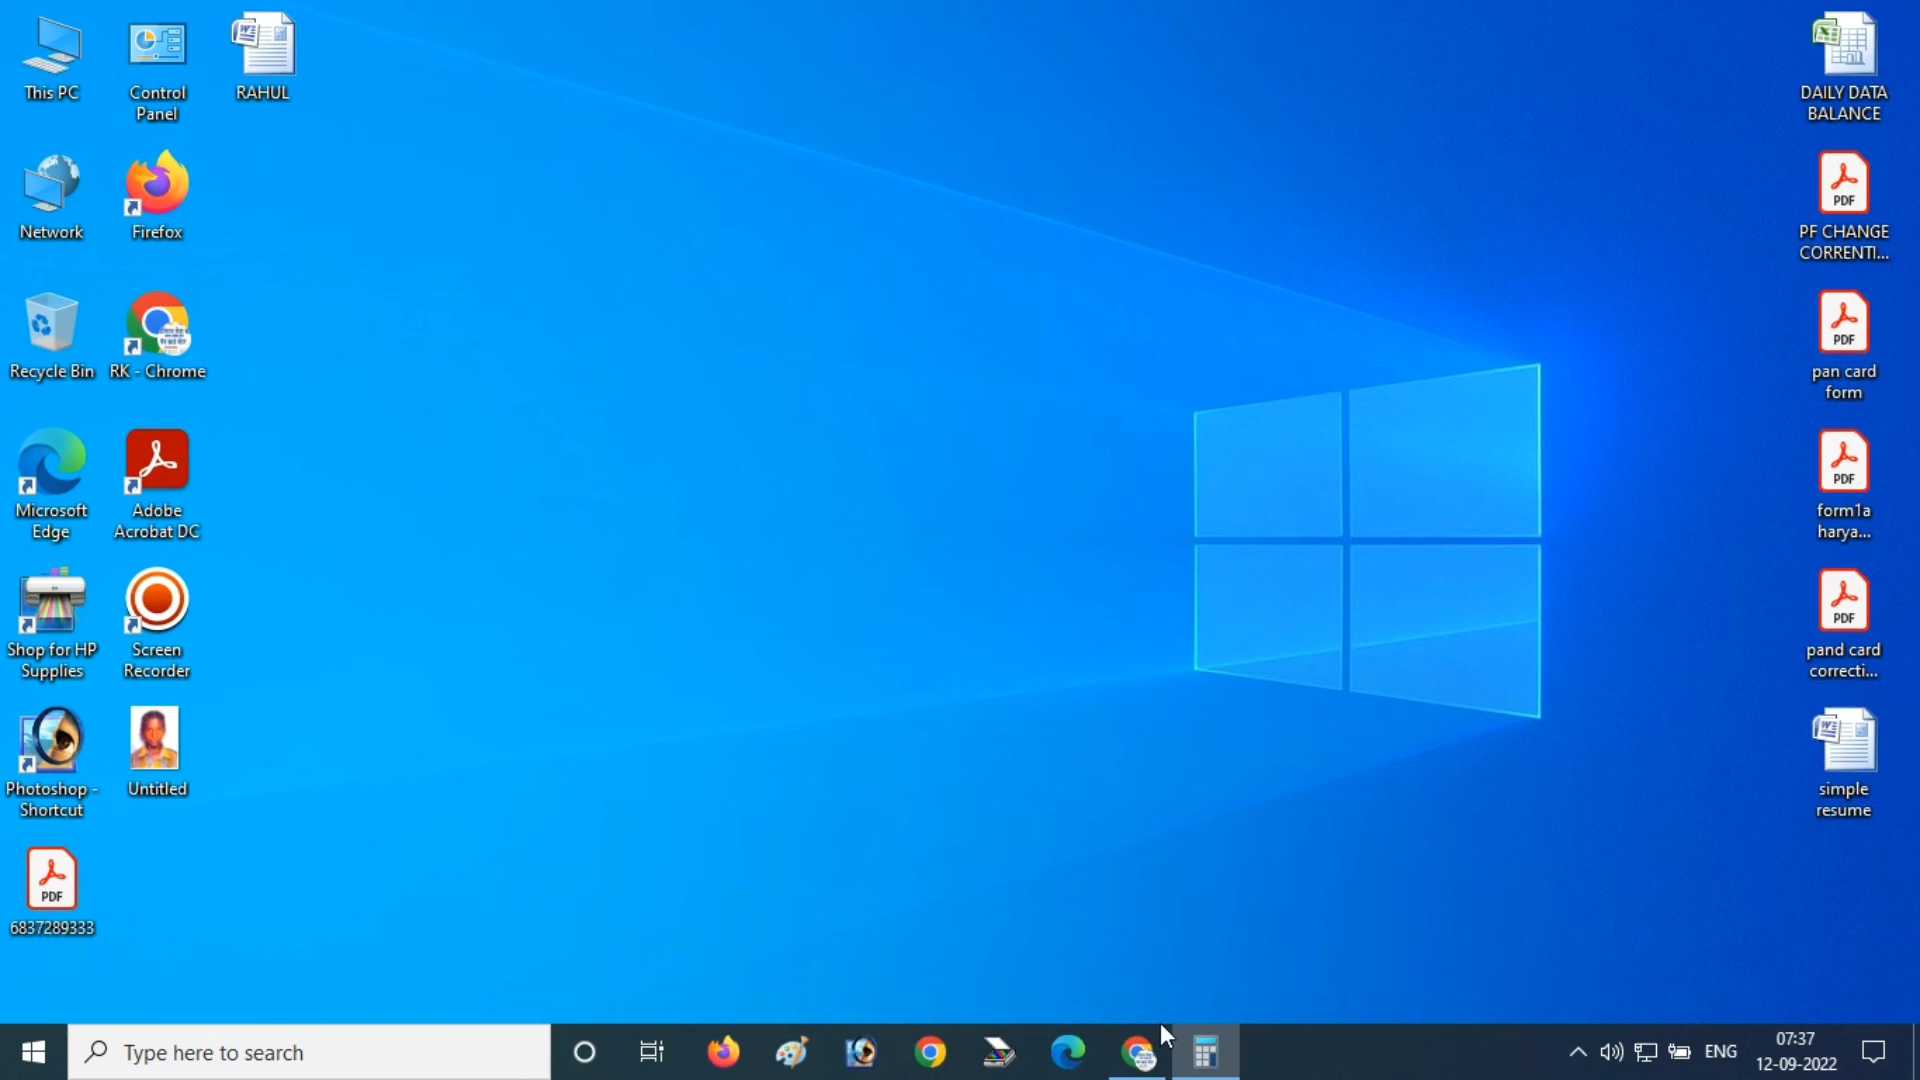 This PC
Control
Panel
RAHUL
Network
Firefox
Recycle Bin
RK - Chrome
Microsoft
Edge
Adobe
Acrobat DC
Shop for HP
Supplies
Screen
Recorder
Photoshop -
Shortcut
Untitled
PDF
6837289333
DAILY DATA
BALANCE
PDF
PF CHANGE
CORRENTI...
PDF
pan card
form
PDF
form1a
harya...
PDF
pand card
correcti...
simple
resume
Type here to search
ENG
07:37
12-09-2022